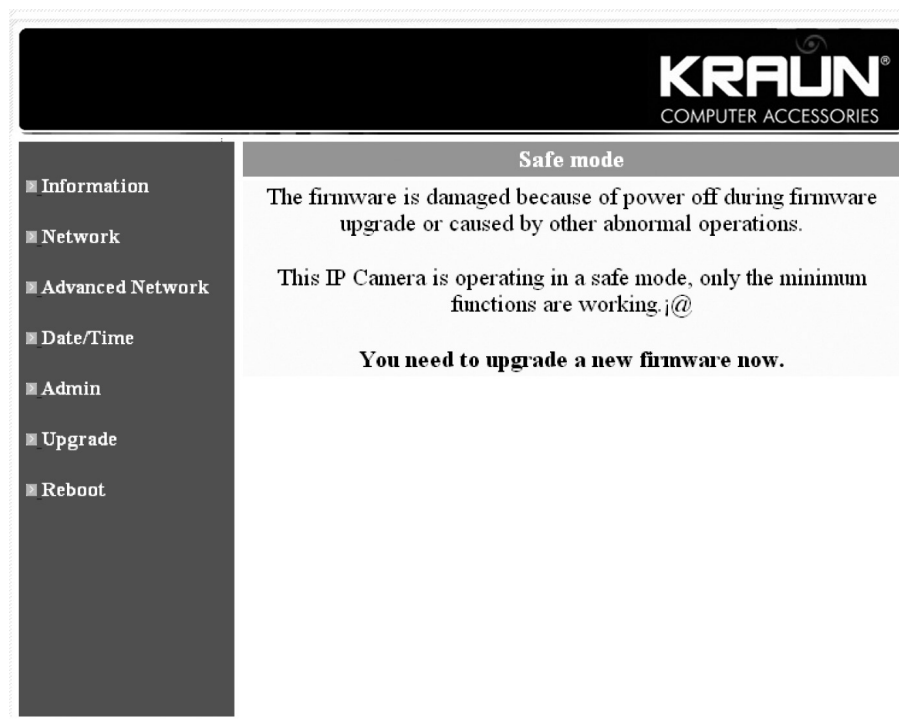 KRAUN®
COMPUTER ACCESSORIES
Information
Network
Advanced Network
Date/Time
Admin
Upgrade
Reboot
Safe mode
The firmware is damaged because of power off during firmware
upgrade or caused by other abnormal operations.
This IP Camera is operating in a safe mode, only the minimum
functions are working.¡@
You need to upgrade a new firmware now.